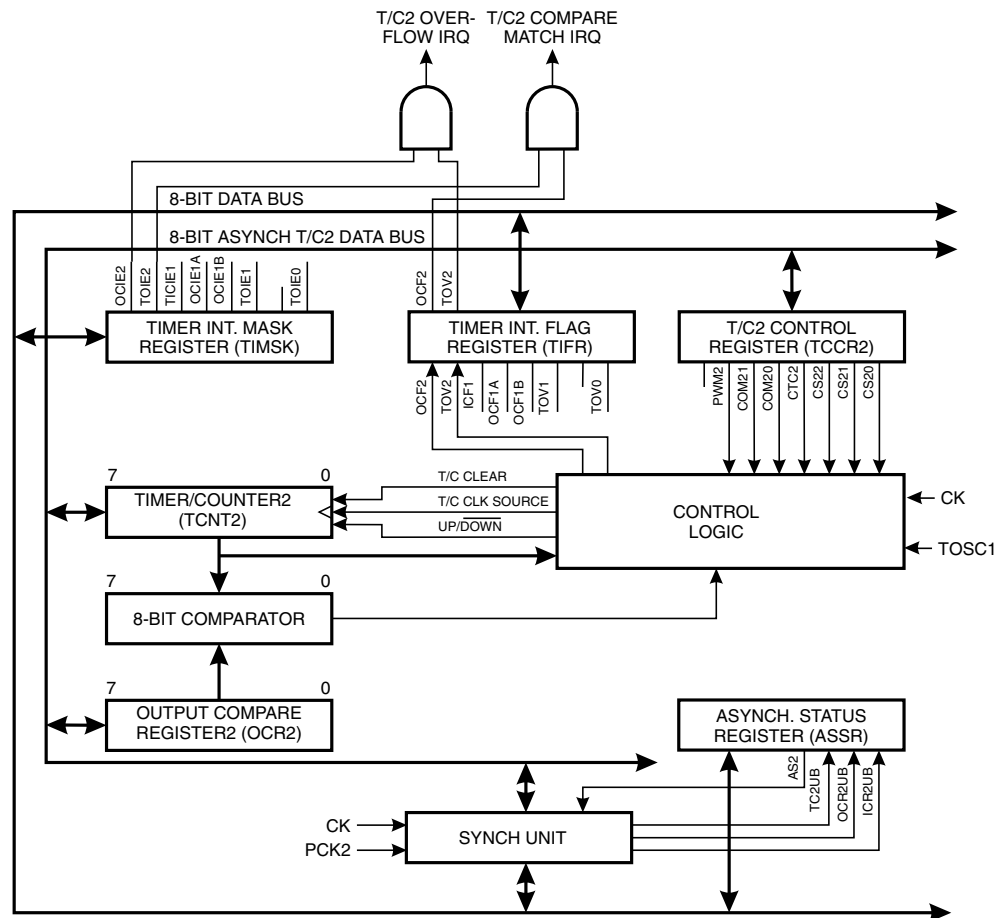 T/C2 OVER-
FLOW IRQ
T/C2 COMPARE
MATCH IRQ
8-BIT DATA BUS
8-BIT ASYNCH T/C2 DATA BUS
OCIE2
TOIE2
TICIE1
OCIE1A
OCIE1B
TOIE1
TOIE0
OCF2
TOV2
TIMER INT. MASK
REGISTER (TIMSK)
TIMER INT. FLAG
REGISTER (TIFR)
T/C2 CONTROL
REGISTER (TCCR2)
OCF2
TOV2
ICF1
OCF1A
OCF1B
TOV1
TOV0
PWM2
COM21
COM20
CTC2
CS22
CS21
CS20
7 0
TIMER/COUNTER2
(TCNT2)
T/C CLEAR
T/C CLK SOURCE
UP/DOWN
CONTROL
LOGIC
CK
TOSC1
7 0
8-BIT COMPARATOR
7 0
OUTPUT COMPARE
REGISTER2 (OCR2)
ASYNCH. STATUS
REGISTER (ASSR)
AS2
TC2UB
OCR2UB
ICR2UB
CK
PCK2
SYNCH UNIT